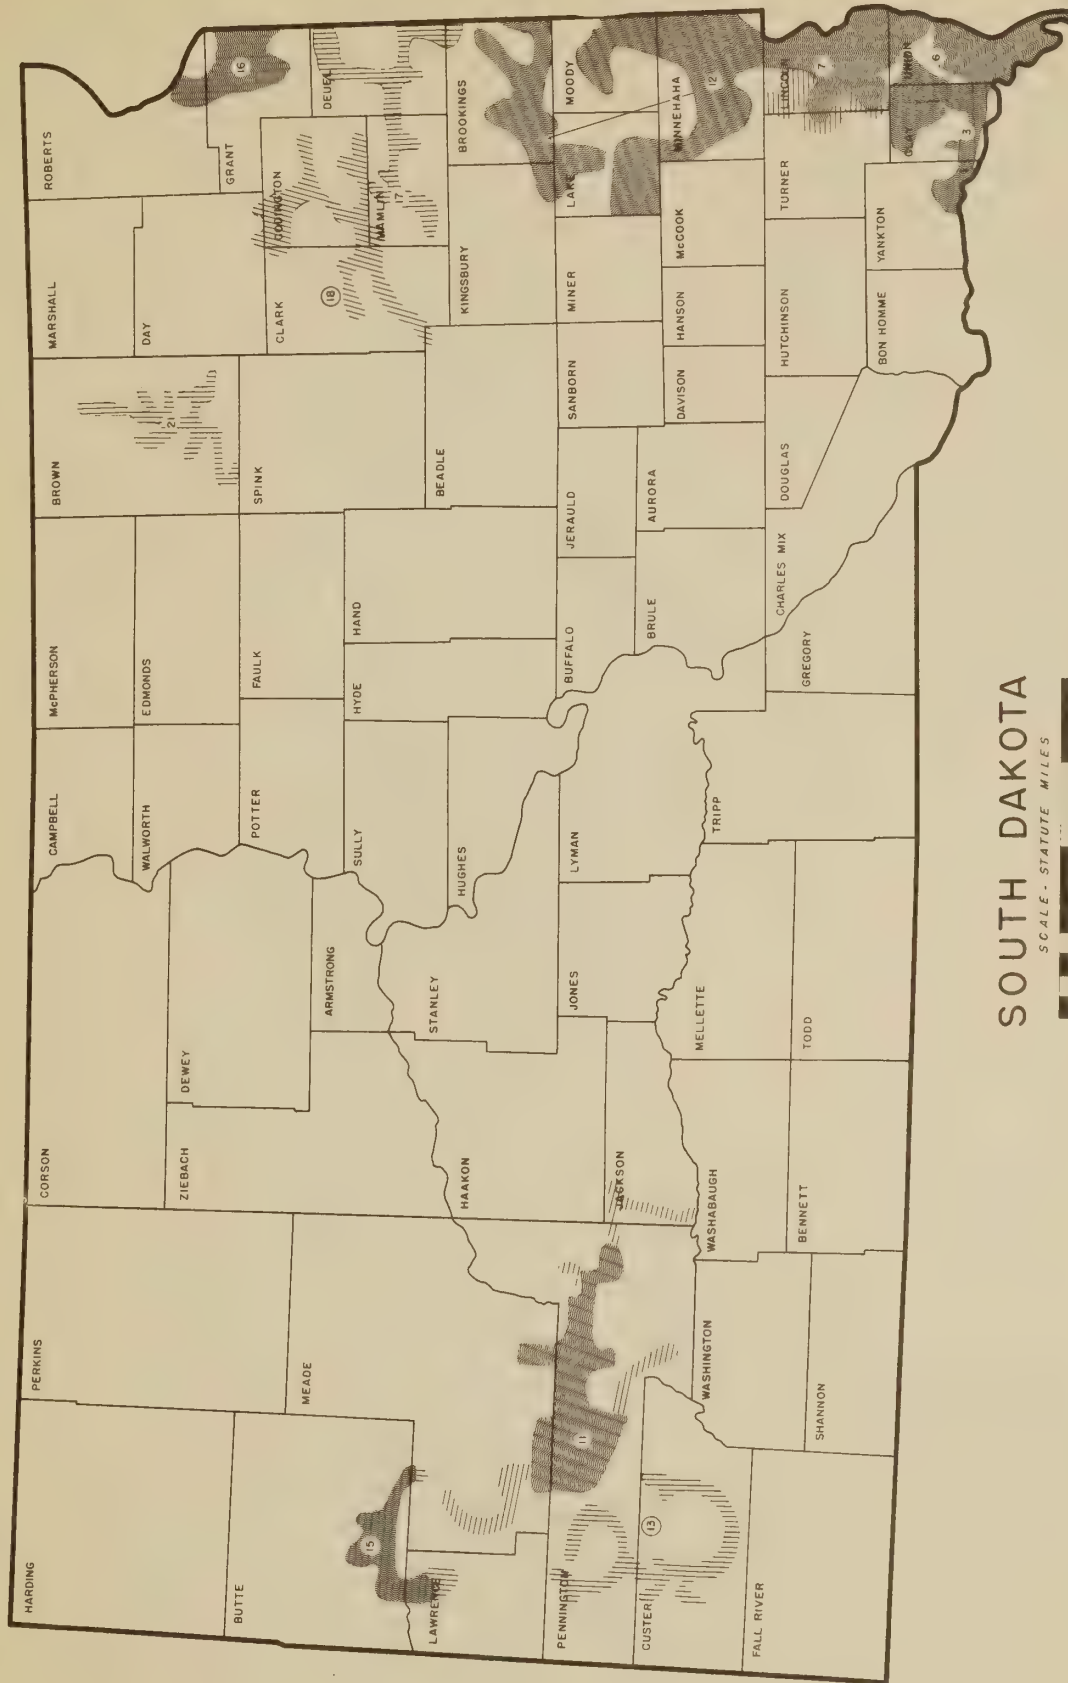 HARDING
PERKINS
CORSON
CAMPBELL
McPHERSON
BROWN
MARSHALL
ROBERTS
WALWORTH
EDMONDS
DAY
BUTTE
MEADE
ZIEBACH
DEWEY
ARMSTRONG
POTTER
FAULK
SPINK
21
GRANT
16
CODINGTON
CLARK
18
DEUEL
HAMLIN
17
SULLY
HYDE
HAND
BEADLE
15
LAWRENCE
HAAKON
STANLEY
HUGHES
KINGSBURY
BROOKINGS
PENNINGTON
11
JACKSON
JONES
LYMAN
BUFFALO
JERAULD
SANBORN
MINER
LAKE
MOODY
CUSTER
13
WASHINGTON
WASHABAUGH
MELLETTE
TRIPP
BRULE
AURORA
DAVISON
HANSON
McCOOK
MINNEHAHA
12
FALL RIVER
SHANNON
BENNETT
TODD
GREGORY
CHARLES MIX
DOUGLAS
HUTCHINSON
TURNER
LINCOLN
7
BON HOMME
YANKTON
CLAY
UNION
6
3
SOUTH DAKOTA
SCALE - STATUTE MILES